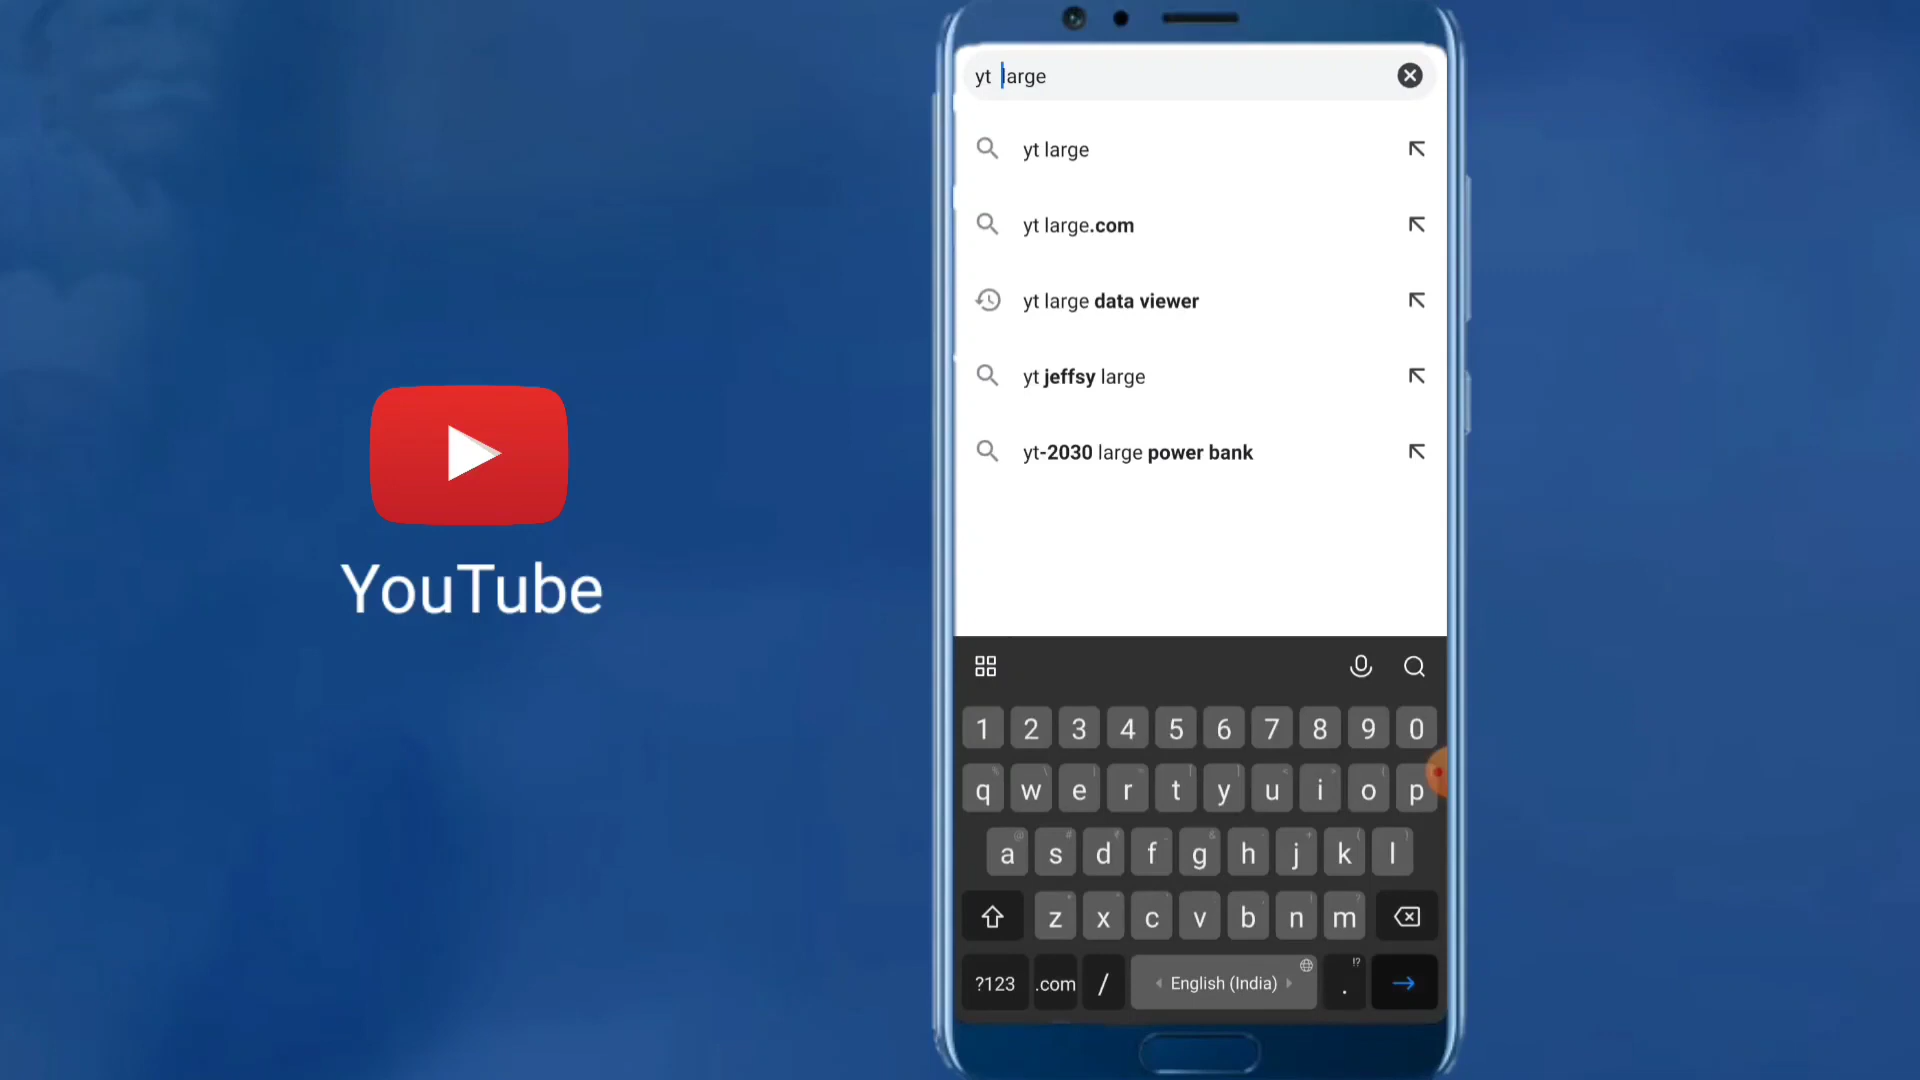 yt large
yt large
yt large.com
yt large data viewer
yt jeffsy large
yt-2030 large power bank
YouTube
1 2 3 4 5 6 7 8 9 0
q w e r t y u i o p
a s d f g h j k l
z x c v b n m
?123 .com / English (India) . !?